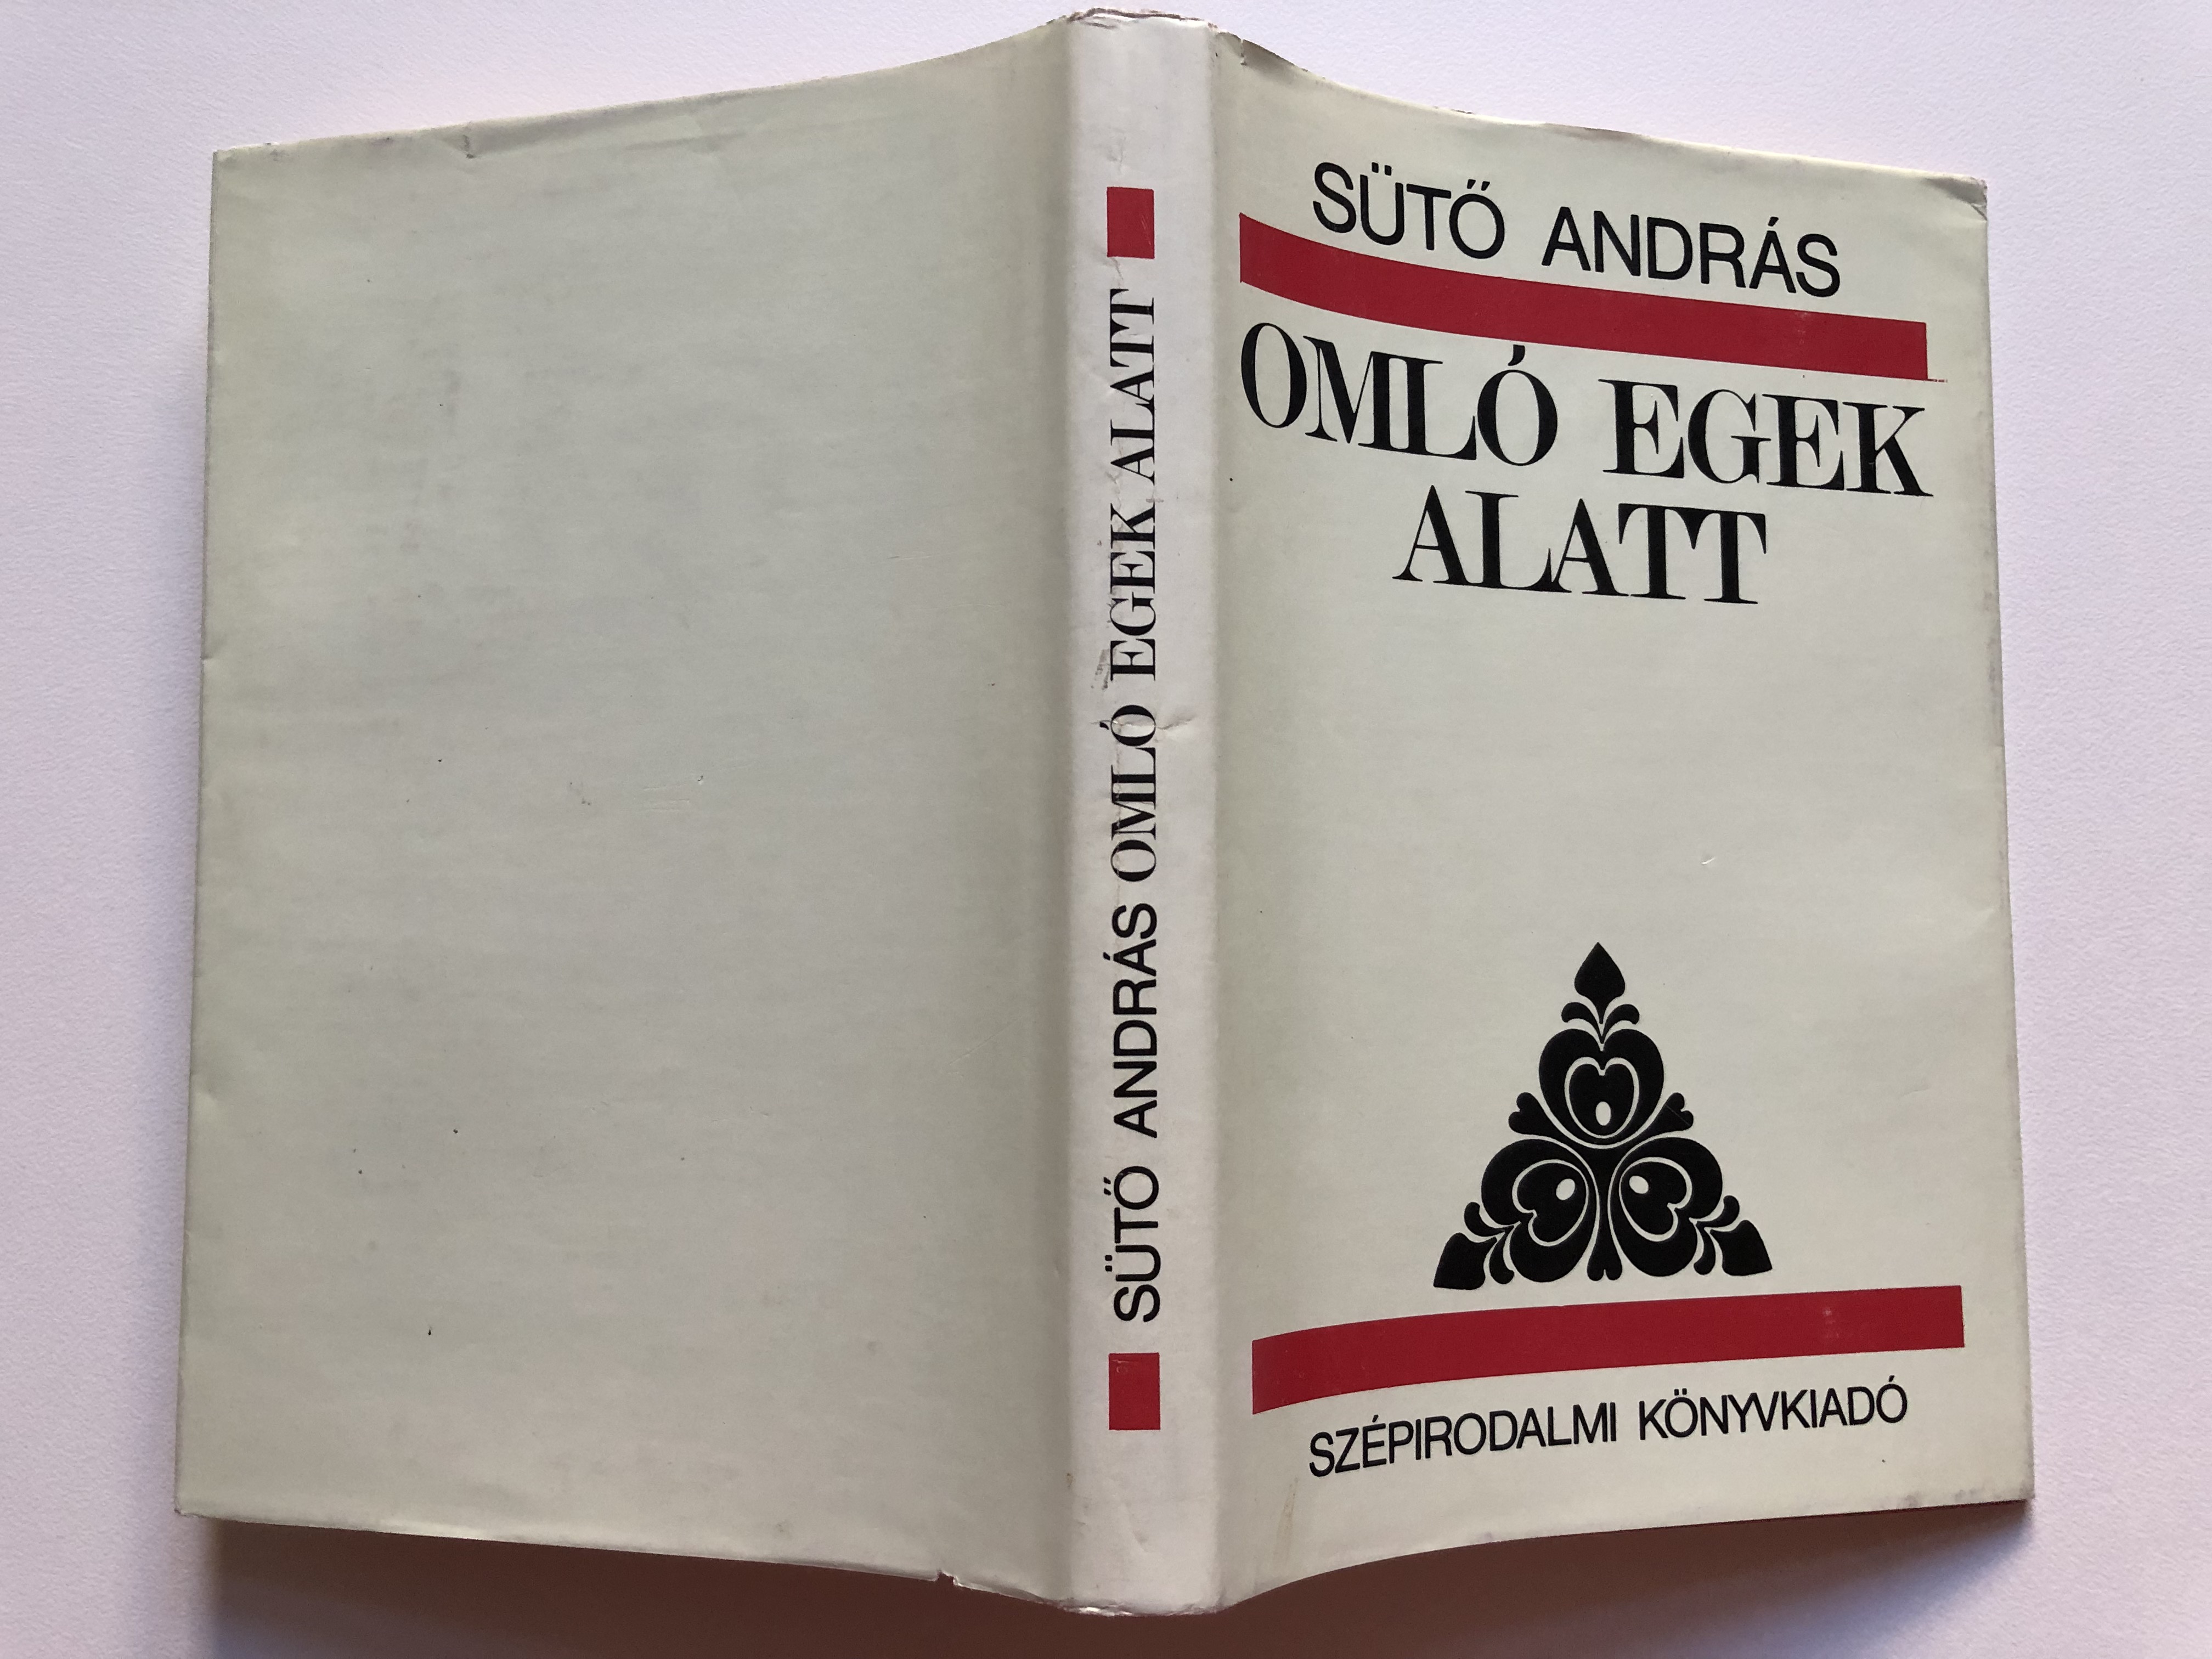 SÜTŐ ANDRÁS OMLÓ EGEK ALATT
SÜTŐ ANDRÁS
OMLÓ EGEK
ALATT
SZÉPIRODALMI KÖNYVKIADÓ